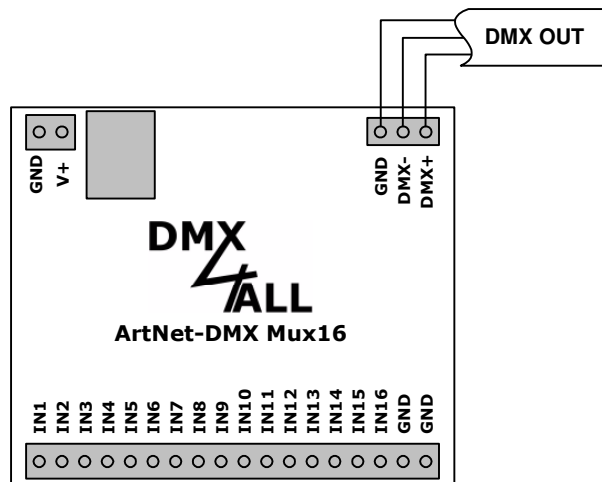 DMX OUT
GND
V+
GND
DMX-
DMX+
DMX
4
ALL
ArtNet-DMX Mux16
IN1
IN2
IN3
IN4
IN5
IN6
IN7
IN8
IN9
IN10
IN11
IN12
IN13
IN14
IN15
IN16
GND
GND